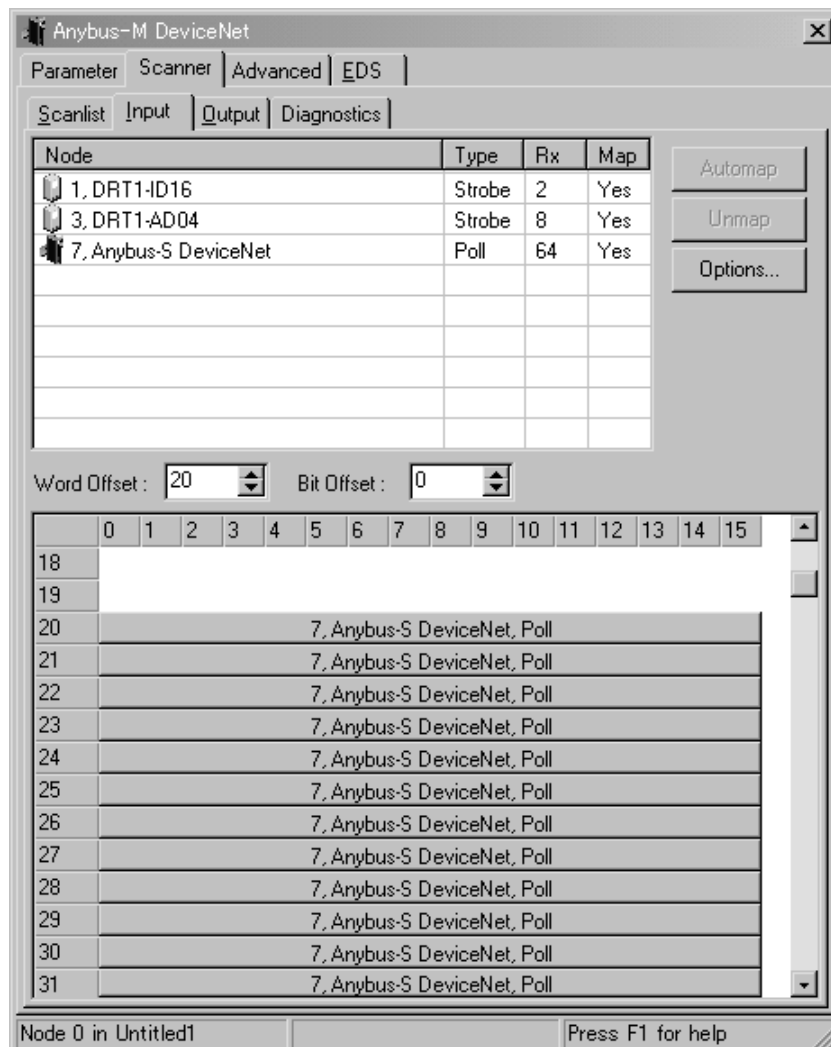 Anybus-M DeviceNet
Parameter Scanner Advanced EDS
Scanlist Input Output Diagnostics
Node Type Rx Map
1, DRT1-ID16 Strobe 2 Yes
3, DRT1-AD04 Strobe 8 Yes
7, Anybus-S DeviceNet Poll 64 Yes
Automap
Unmap
Options...
Word Offset : 20 Bit Offset : 0
0 1 2 3 4 5 6 7 8 9 10 11 12 13 14 15
18
19
20 7, Anybus-S DeviceNet, Poll
21 7, Anybus-S DeviceNet, Poll
22 7, Anybus-S DeviceNet, Poll
23 7, Anybus-S DeviceNet, Poll
24 7, Anybus-S DeviceNet, Poll
25 7, Anybus-S DeviceNet, Poll
26 7, Anybus-S DeviceNet, Poll
27 7, Anybus-S DeviceNet, Poll
28 7, Anybus-S DeviceNet, Poll
29 7, Anybus-S DeviceNet, Poll
30 7, Anybus-S DeviceNet, Poll
31 7, Anybus-S DeviceNet, Poll
Node 0 in Untitled1 Press F1 for help